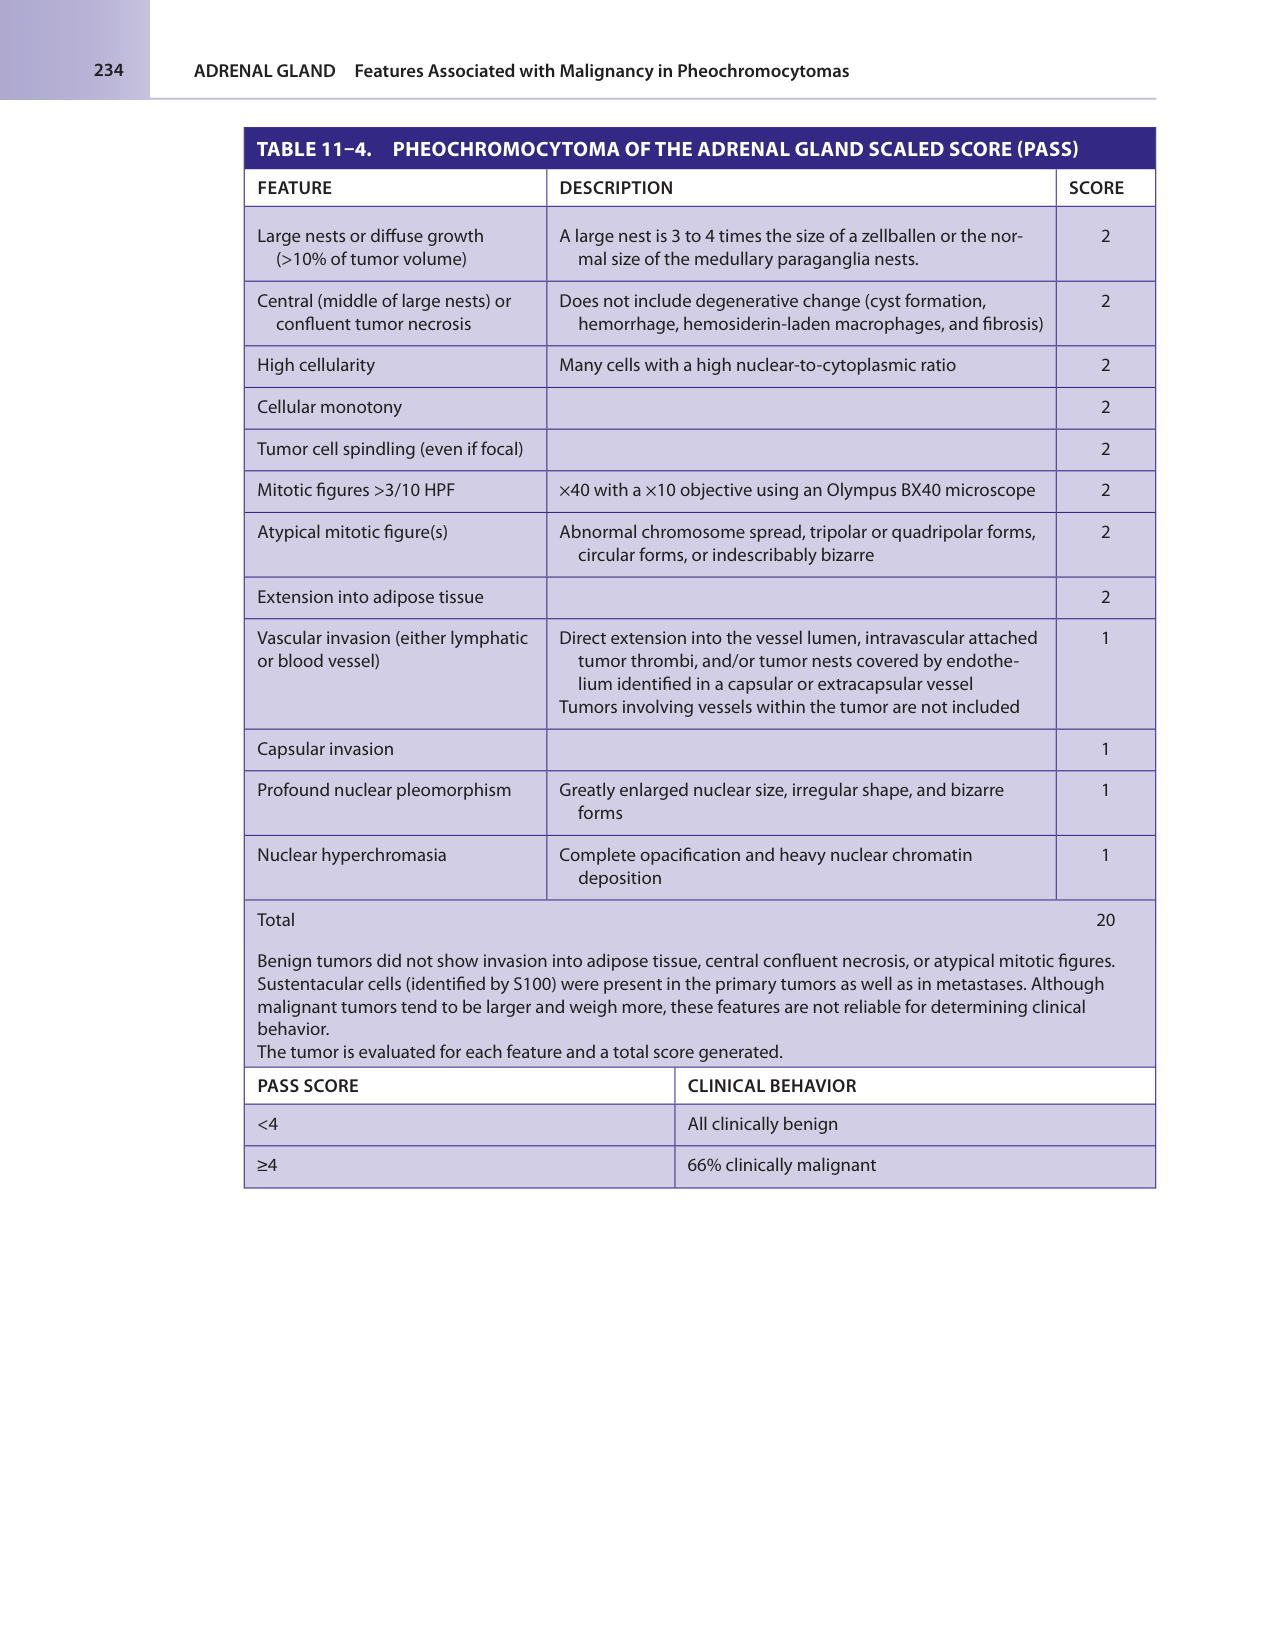 234
ADRENAL GLAND Features Associated with Malignancy in Pheochromocytomas
TABLE 11–4. PHEOCHROMOCYTOMA OF THE ADRENAL GLAND SCALED SCORE (PASS)
FEATURE DESCRIPTION SCORE
Large nests or diffuse growth A large nest is 3 to 4 times the size of a zellballen or the nor- 2
(>10% of tumor volume) mal size of the medullary paraganglia nests.
Central (middle of large nests) or Does not include degenerative change (cyst formation, 2
confluent tumor necrosis hemorrhage, hemosiderin-laden macrophages, and fibrosis)
High cellularity Many cells with a high nuclear-to-cytoplasmic ratio 2
Cellular monotony 2
Tumor cell spindling (even if focal) 2
Mitotic figures >3/10 HPF ×40 with a ×10 objective using an Olympus BX40 microscope 2
Atypical mitotic figure(s) Abnormal chromosome spread, tripolar or quadripolar forms, 2
circular forms, or indescribably bizarre
Extension into adipose tissue 2
Vascular invasion (either lymphatic Direct extension into the vessel lumen, intravascular attached 1
or blood vessel) tumor thrombi, and/or tumor nests covered by endothe-
lium identified in a capsular or extracapsular vessel
Tumors involving vessels within the tumor are not included
Capsular invasion 1
Profound nuclear pleomorphism Greatly enlarged nuclear size, irregular shape, and bizarre 1
forms
Nuclear hyperchromasia Complete opacification and heavy nuclear chromatin 1
deposition
Total 20
Benign tumors did not show invasion into adipose tissue, central confluent necrosis, or atypical mitotic figures.
Sustentacular cells (identified by S100) were present in the primary tumors as well as in metastases. Although
malignant tumors tend to be larger and weigh more, these features are not reliable for determining clinical
behavior.
The tumor is evaluated for each feature and a total score generated.
PASS SCORE CLINICAL BEHAVIOR
<4 All clinically benign
≥4 66% clinically malignant